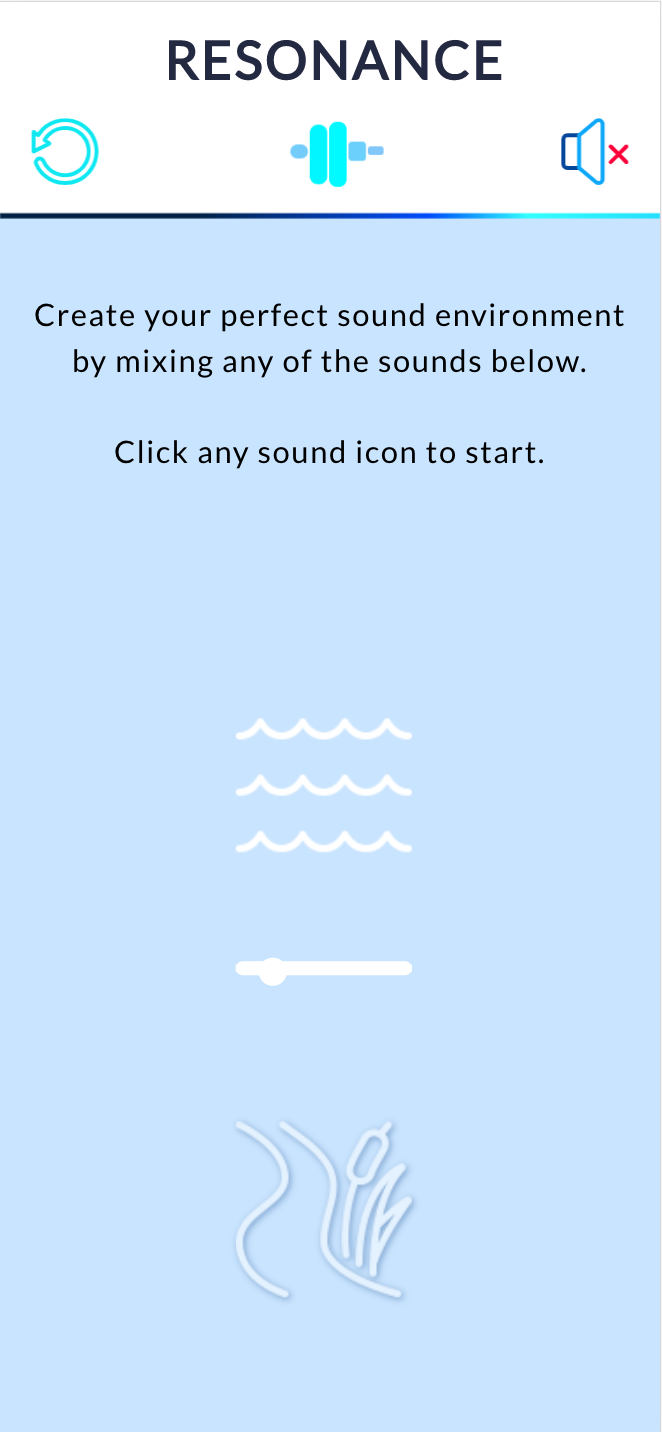 RESONANCE
Create your perfect sound environment
by mixing any of the sounds below.
Click any sound icon to start.